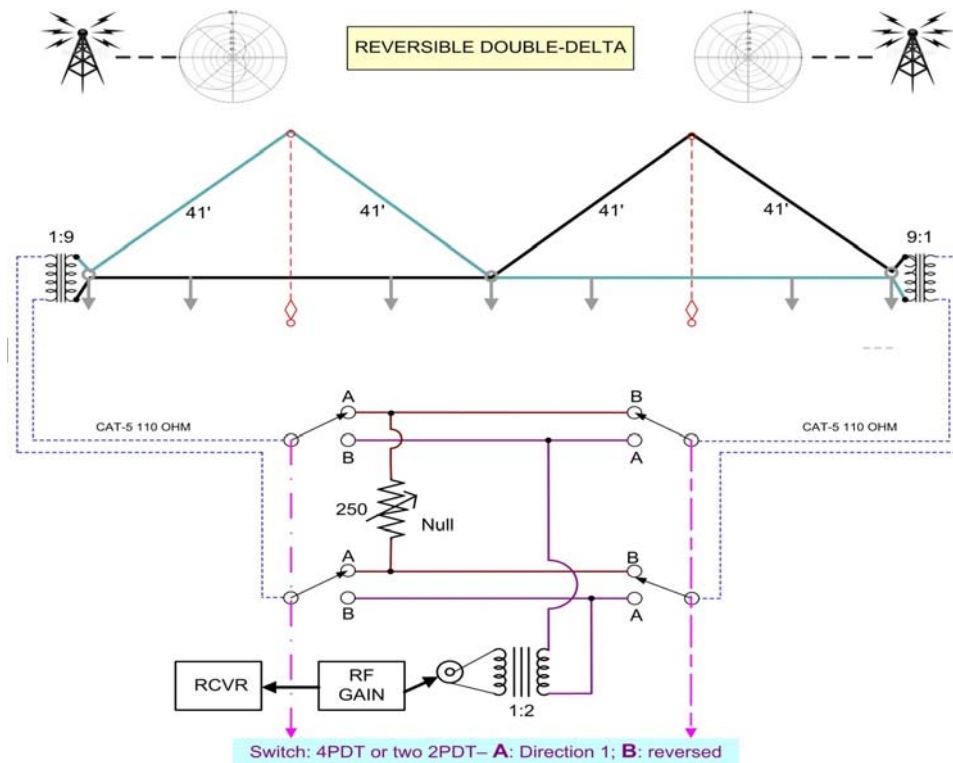 REVERSIBLE DOUBLE-DELTA
41'
41'
41'
41'
1:9
9:1
A
B
CAT-5 110 OHM
CAT-5 110 OHM
B
A
250
Null
A
B
B
A
RCVR
RF
GAIN
1:2
Switch: 4PDT or two 2PDT– A: Direction 1; B: reversed